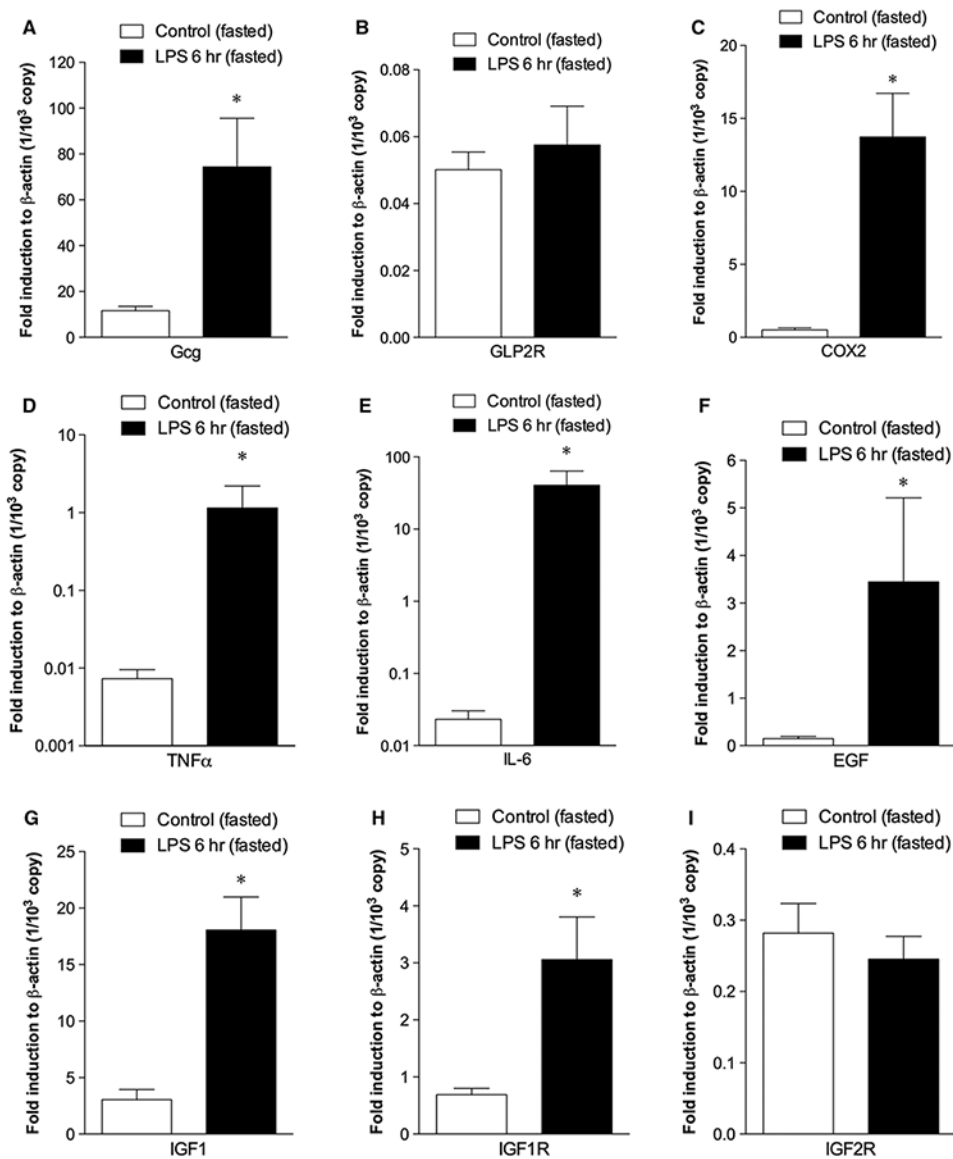 A
Control (fasted)
LPS 6 hr (fasted)
Fold induction to β-actin (1/10³ copy)
120
100
80
60
40
20
0
*
Gcg
B
Control (fasted)
LPS 6 hr (fasted)
Fold induction to β-actin (1/10³ copy)
0.08
0.06
0.04
0.02
0.00
GLP2R
C
Control (fasted)
LPS 6 hr (fasted)
Fold induction to β-actin (1/10³ copy)
20
15
10
5
0
*
COX2
D
Control (fasted)
LPS 6 hr (fasted)
Fold induction to β-actin (1/10³ copy)
10
1
0.1
0.01
0.001
*
TNFα
E
Control (fasted)
LPS 6 hr (fasted)
Fold induction to β-actin (1/10³ copy)
100
10
1
0.1
0.01
*
IL-6
F
Control (fasted)
LPS 6 hr (fasted)
Fold induction to β-actin (1/10³ copy)
6
5
4
3
2
1
0
*
EGF
G
Control (fasted)
LPS 6 hr (fasted)
Fold induction to β-actin (1/10³ copy)
25
20
15
10
5
0
*
IGF1
H
Control (fasted)
LPS 6 hr (fasted)
Fold induction to β-actin (1/10³ copy)
5
4
3
2
1
0
*
IGF1R
I
Control (fasted)
LPS 6 hr (fasted)
Fold induction to β-actin (1/10³ copy)
0.4
0.3
0.2
0.1
0.0
IGF2R